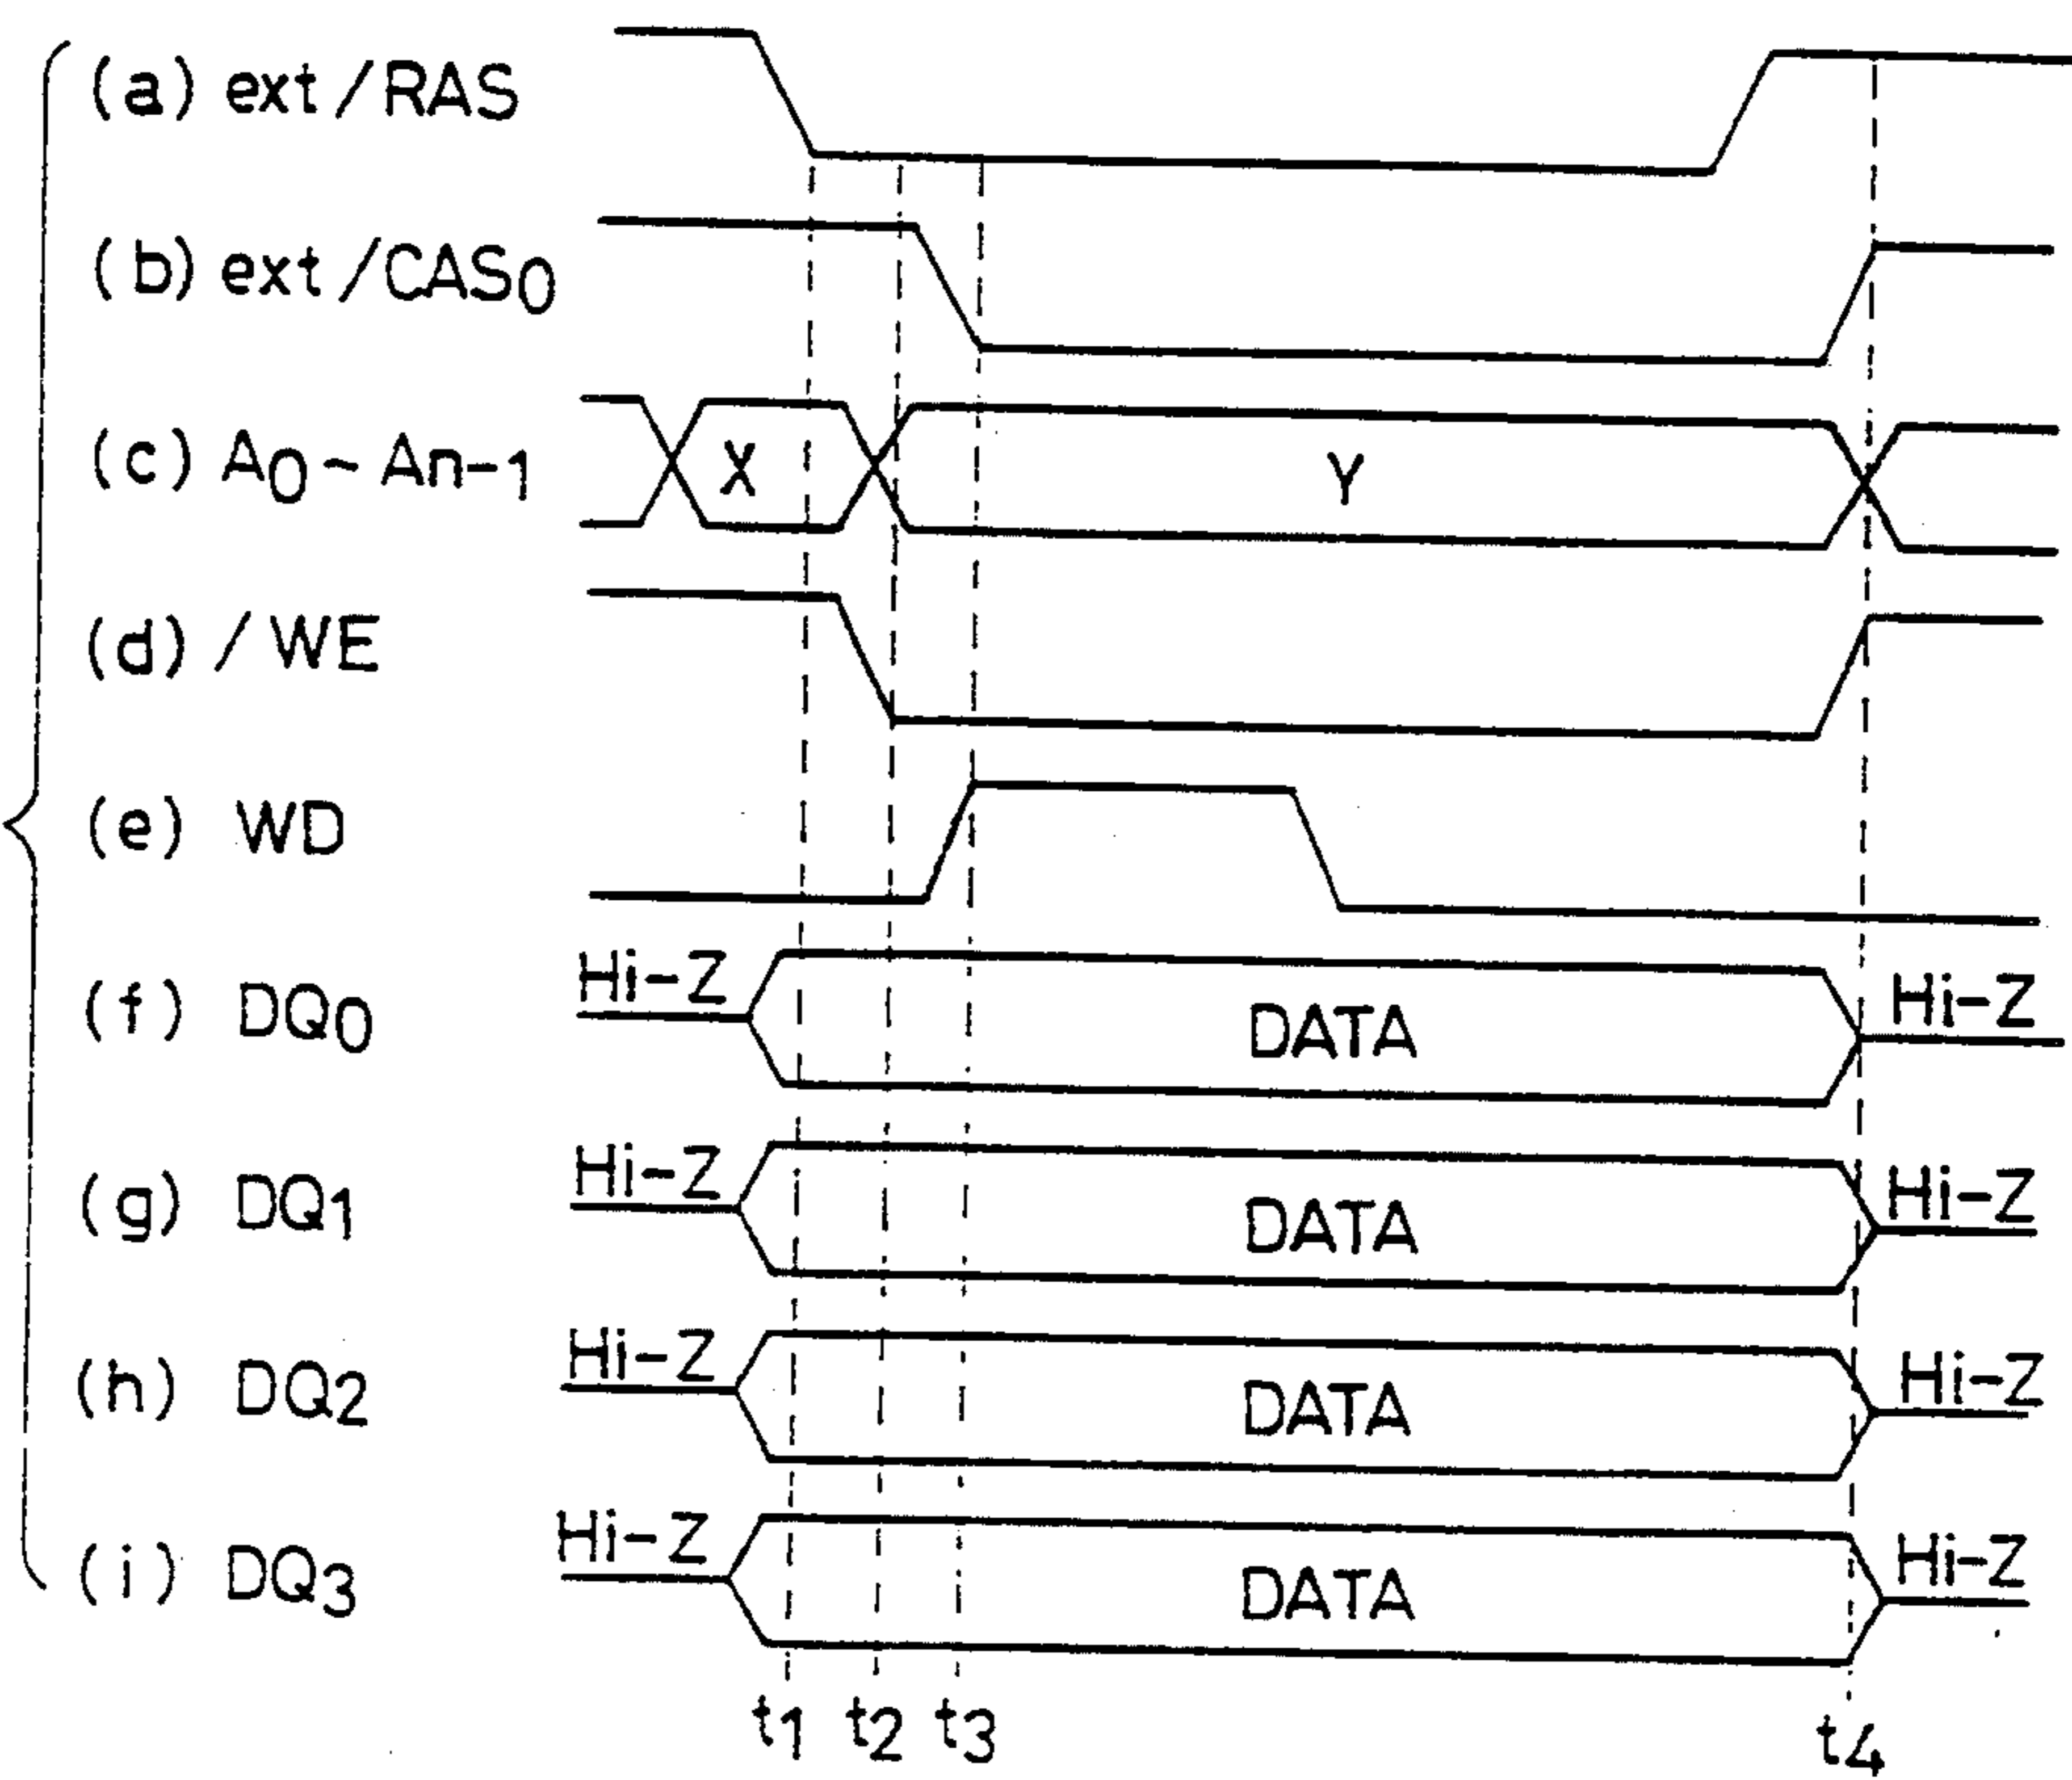 (a) ext/RAS
(b) ext/CAS0
(c) A0~An-1 X Y
(d) /WE
(e) WD
(f) DQ0 Hi-Z DATA Hi-Z
(g) DQ1 Hi-Z DATA Hi-Z
(h) DQ2 Hi-Z DATA Hi-Z
(i) DQ3 Hi-Z DATA Hi-Z
t1 t2 t3 t4